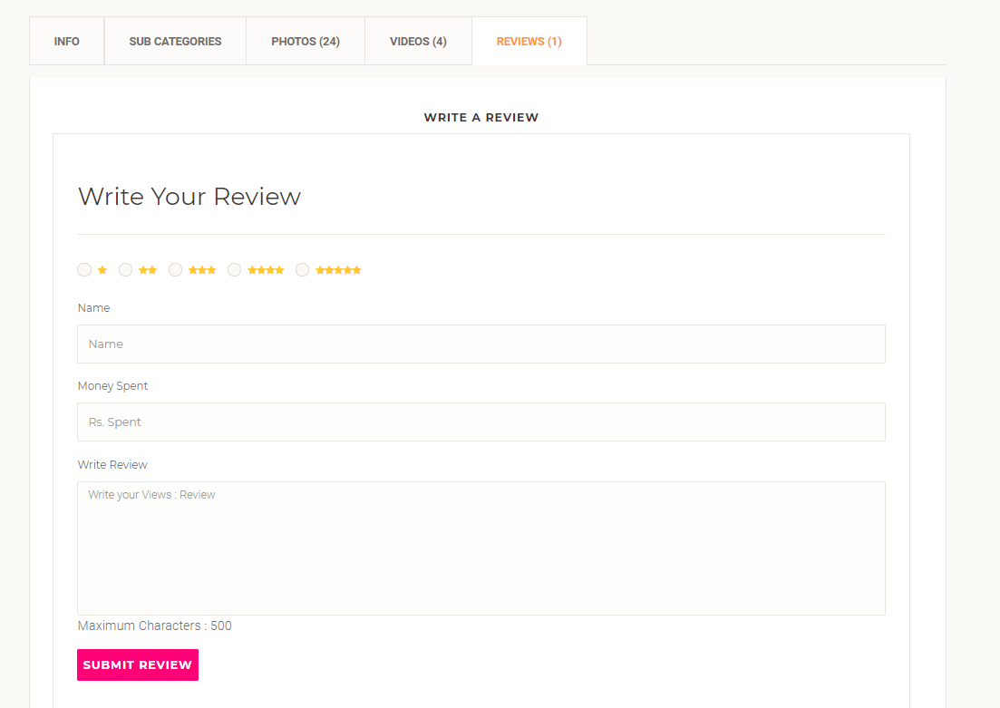 INFO SUB CATEGORIES PHOTOS (24) VIDEOS (4) REVIEWS (1)
WRITE A REVIEW
Write Your Review
Name
Name
Money Spent
Rs. Spent
Write Review
Write your Views : Review
Maximum Characters : 500
SUBMIT REVIEW